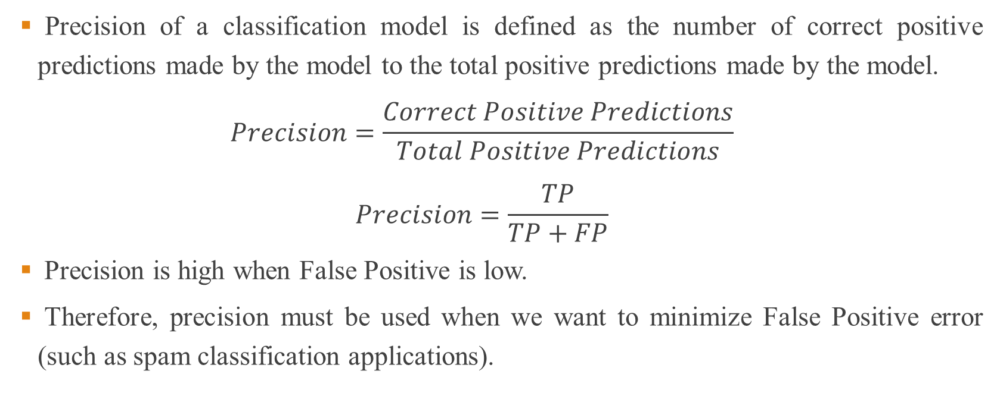 ▪ Precision of a classification model is defined as the number of correct positive
predictions made by the model to the total positive predictions made by the model.
Precision = Correct Positive Predictions / Total Positive Predictions
Precision = TP / TP + FP
▪ Precision is high when False Positive is low.
▪ Therefore, precision must be used when we want to minimize False Positive error
(such as spam classification applications).